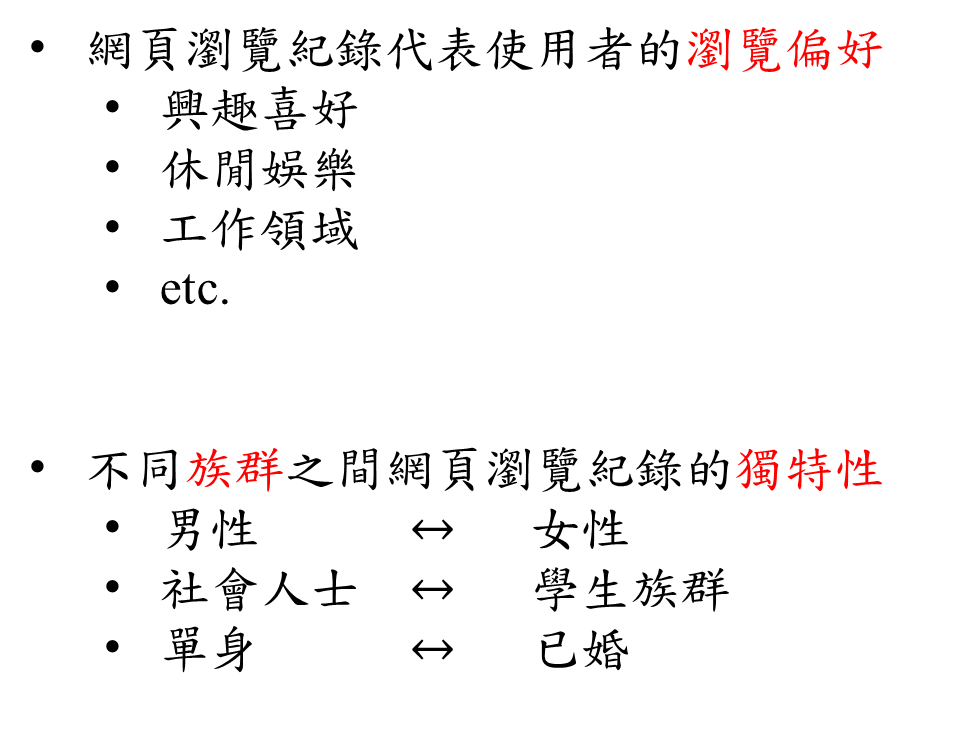 • 網頁瀏覽紀錄代表使用者的瀏覽偏好
• 興趣喜好
• 休閒娛樂
• 工作領域
• etc.
• 不同族群之間網頁瀏覽紀錄的獨特性
• 男性 ↔ 女性
• 社會人士 ↔ 學生族群
• 單身 ↔ 已婚